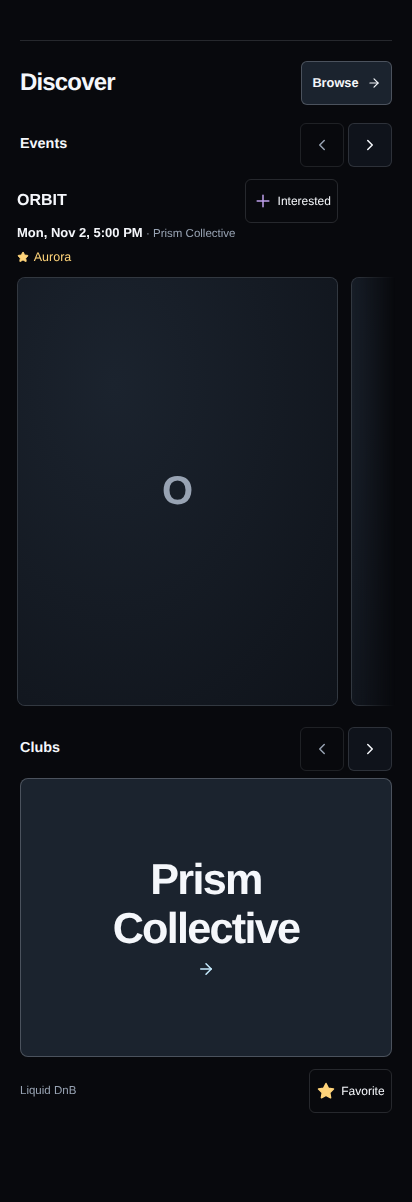 Discover
Browse
Events
ORBIT
Interested
Mon, Nov 2, 5:00 PM · Prism Collective
Aurora
O
Clubs
Prism
Collective
Liquid DnB
Favorite